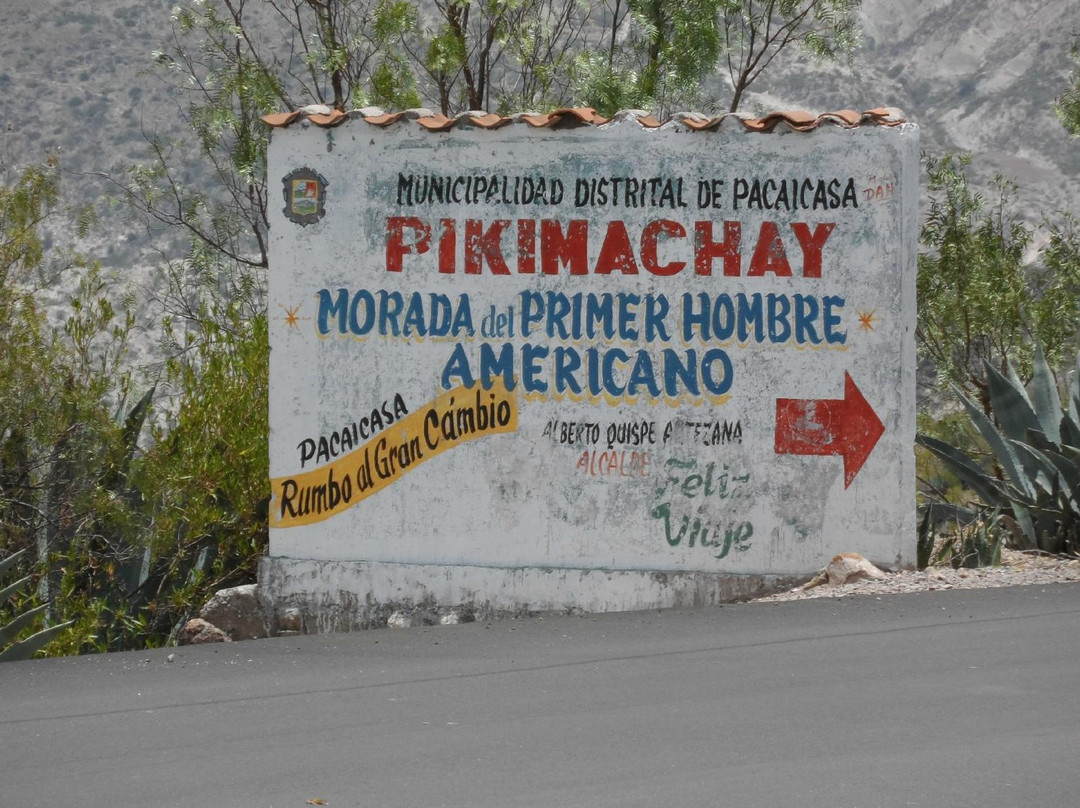 MUNICIPALIDAD DISTRITAL DE PACAICASA
PIKIMACHAY
MORADA del PRIMER HOMBRE
AMERICANO
PACAICASA
Rumbo al Gran Cámbio
ALBERTO QUISPE
ALCALDE
Feliz
Viaje